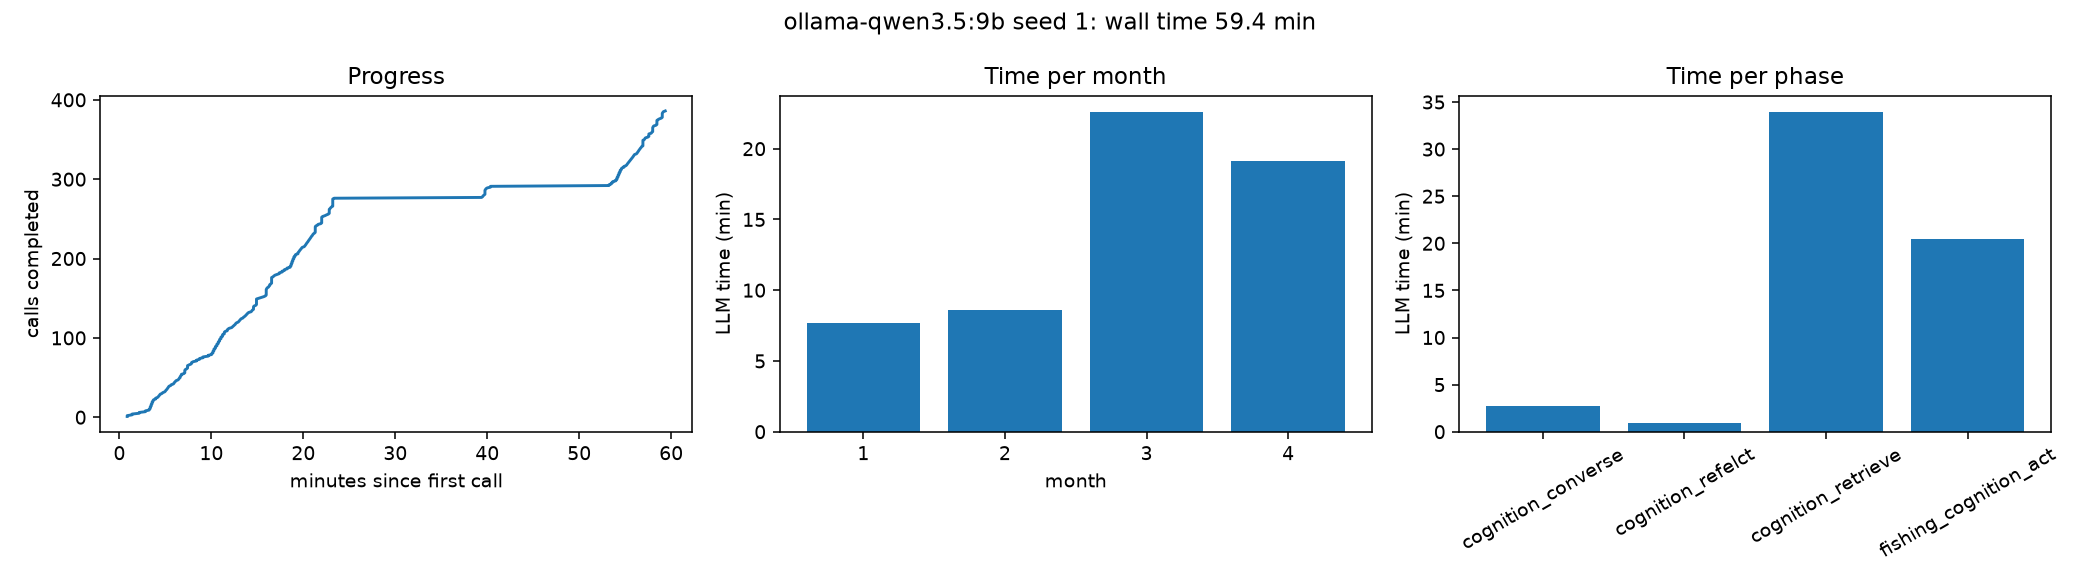 ollama-qwen3.5:9b seed 1: wall time 59.4 min
Progress
400
300
200
100
0
calls completed
0 10 20 30 40 50 60
minutes since first call
Time per month
20
15
10
5
0
LLM time (min)
1 2 3 4
month
Time per phase
35
30
25
20
15
10
5
0
LLM time (min)
cognition_converse
cognition_refelct
cognition_retrieve
fishing_cognition_act